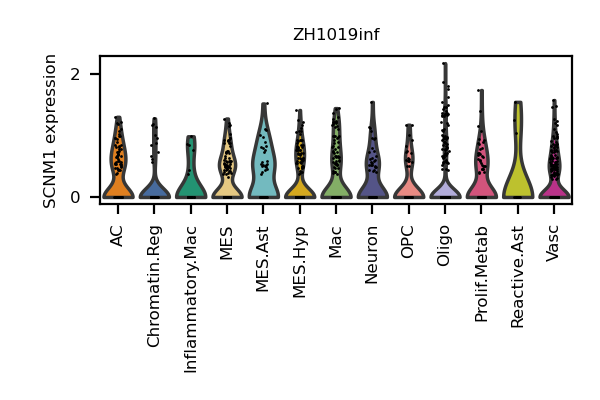 ZH1019inf
SCNM1 expression
2
0
AC
Chromatin.Reg
Inflammatory.Mac
MES
MES.Ast
MES.Hyp
Mac
Neuron
OPC
Oligo
Prolif.Metab
Reactive.Ast
Vasc